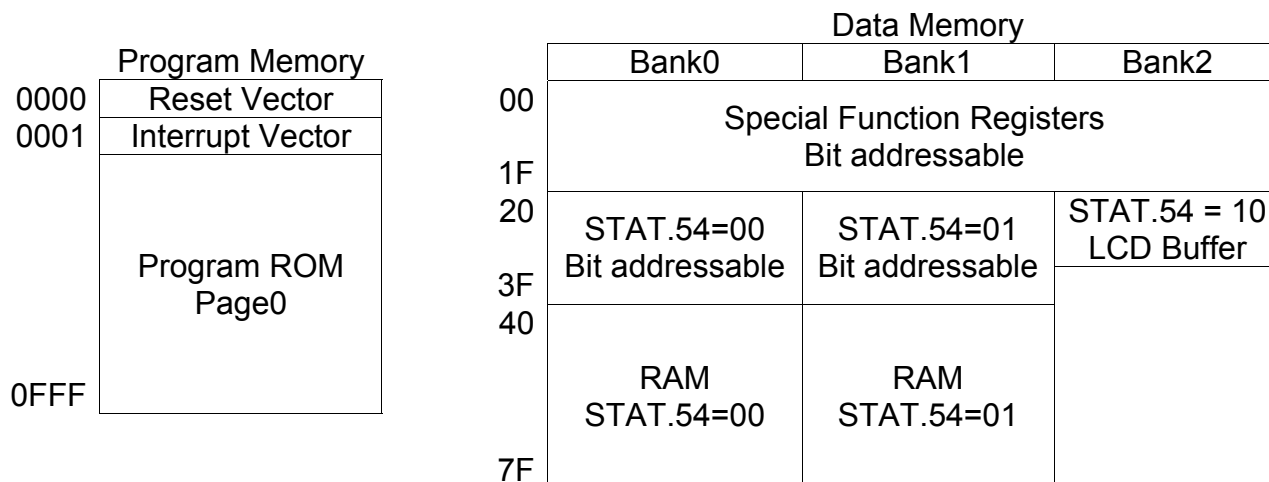 Program Memory
0000
Reset Vector
0001
Interrupt Vector
Program ROM
Page0
0FFF
Data Memory
Bank0 Bank1 Bank2
00
Special Function Registers
Bit addressable
1F
20
STAT.54=00
Bit addressable
STAT.54=01
Bit addressable
STAT.54 = 10
LCD Buffer
3F
40
RAM
STAT.54=00
RAM
STAT.54=01
7F